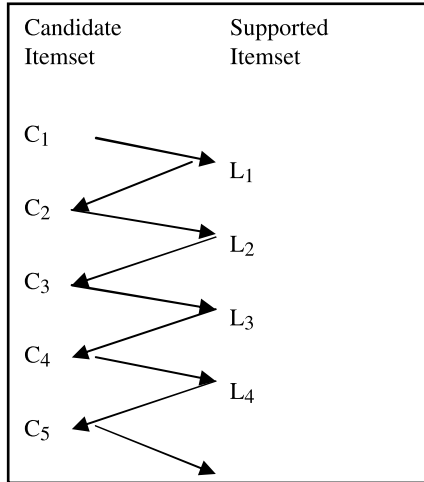 Candidate Itemset
Supported Itemset
C₁
L₁
C₂
L₂
C₃
L₃
C₄
L₄
C₅